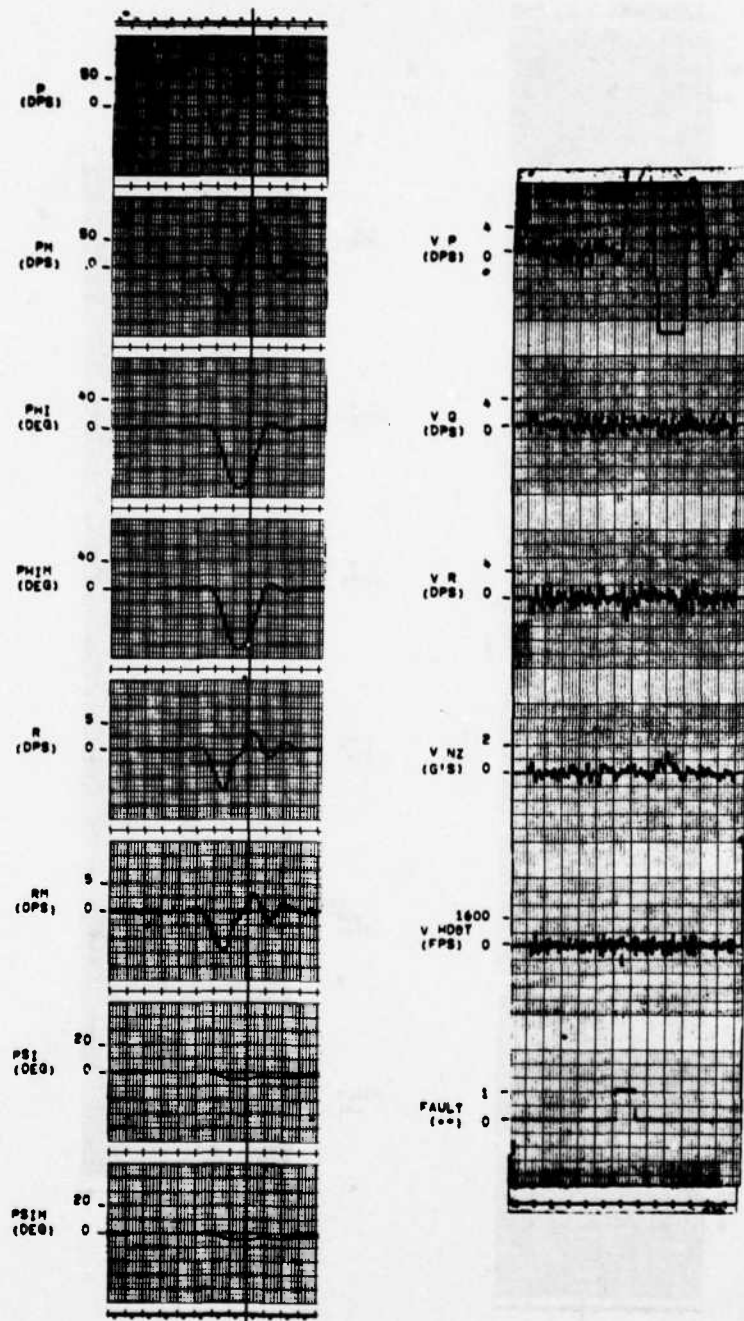 P
(DPS)
50
0
PM
(DPS)
50
0
PHI
(DEG)
40
0
PHIM
(DEG)
40
0
R
(DPS)
5
0
RM
(DPS)
5
0
PSI
(DEG)
20
0
PSIM
(DEG)
20
0
V P
(DPS)
4
0
V Q
(DPS)
4
0
V R
(DPS)
4
0
V NZ
(G'S)
2
0
V HDOT
(FPS)
1600
0
FAULT
(**)
1
0